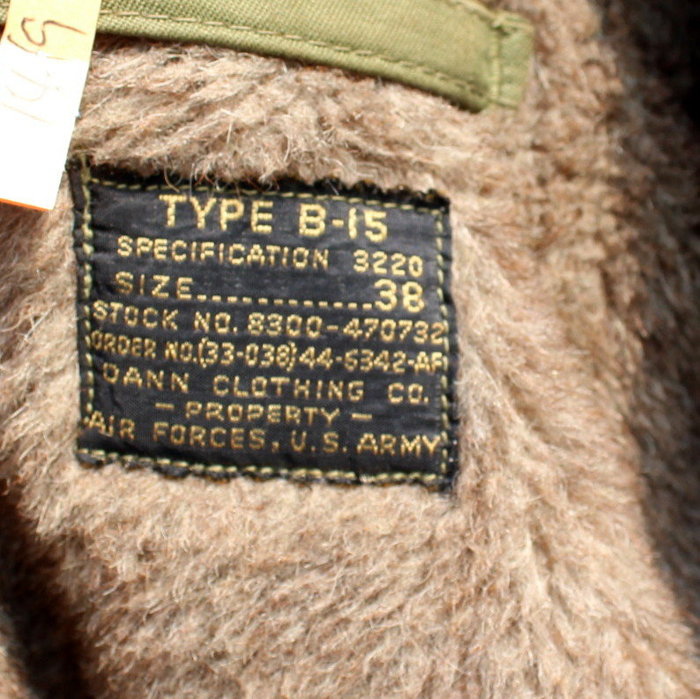 TYPE B-15
SPECIFICATION 3220
SIZE.............38
STOCK NO. 8300-470732
ORDER NO.(33-038)44-6342-AF
DANN CLOTHING CO.
- PROPERTY -
AIR FORCES, U.S. ARMY